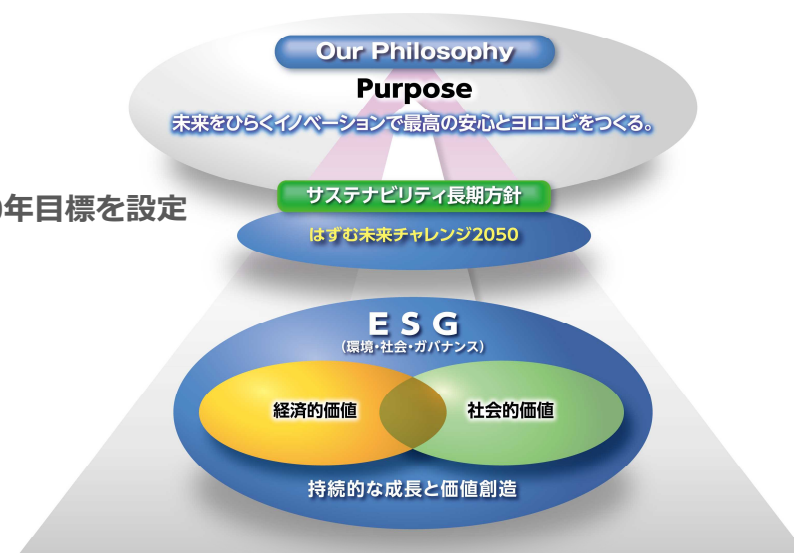 Our Philosophy
Purpose
未来をひらくイノベーションで最高の安心とヨロコビをつくる。
サステナビリティ長期方針
年目標を設定
はずむ未来チャレンジ2050
ESG
(環境・社会・ガバナンス)
経済的価値
社会的価値
持続的な成長と価値創造